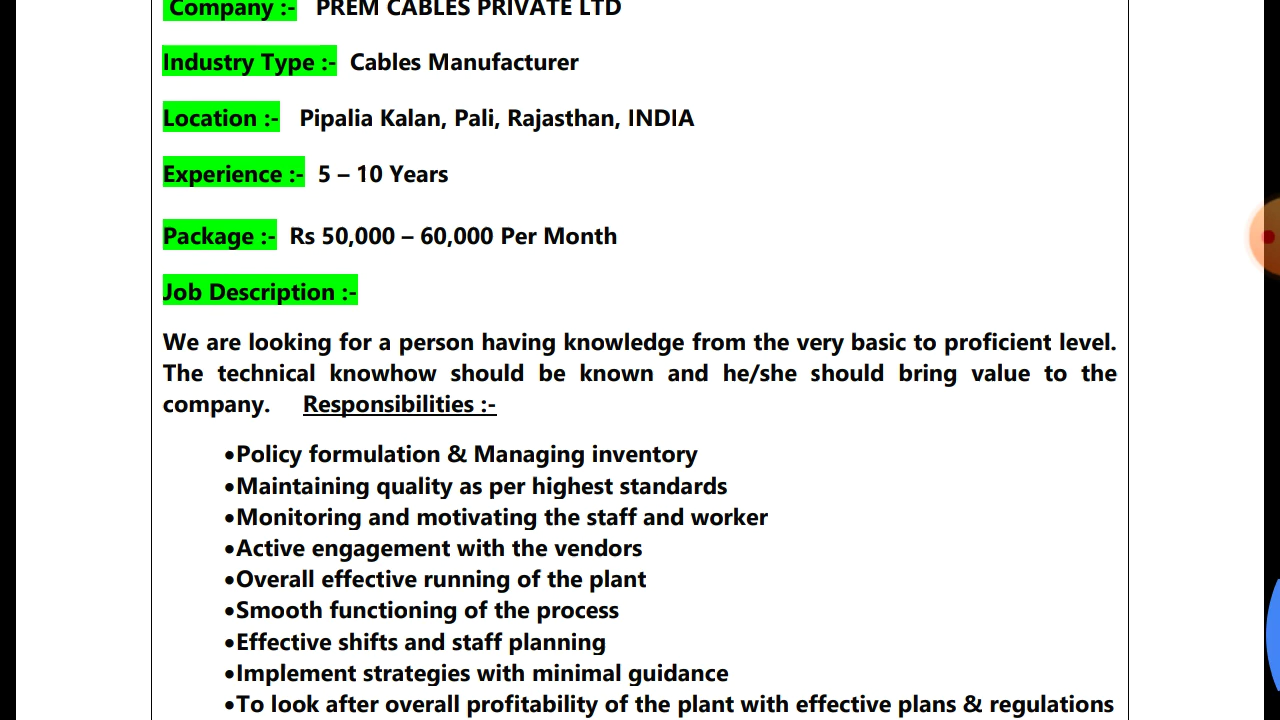 Company :- PREM CABLES PRIVATE LTD
Industry Type :- Cables Manufacturer
Location :- Pipalia Kalan, Pali, Rajasthan, INDIA
Experience :- 5 – 10 Years
Package :- Rs 50,000 – 60,000 Per Month
Job Description :-
We are looking for a person having knowledge from the very basic to proficient level.
The technical knowhow should be known and he/she should bring value to the
company. Responsibilities :-
•Policy formulation & Managing inventory
•Maintaining quality as per highest standards
•Monitoring and motivating the staff and worker
•Active engagement with the vendors
•Overall effective running of the plant
•Smooth functioning of the process
•Effective shifts and staff planning
•Implement strategies with minimal guidance
•To look after overall profitability of the plant with effective plans & regulations